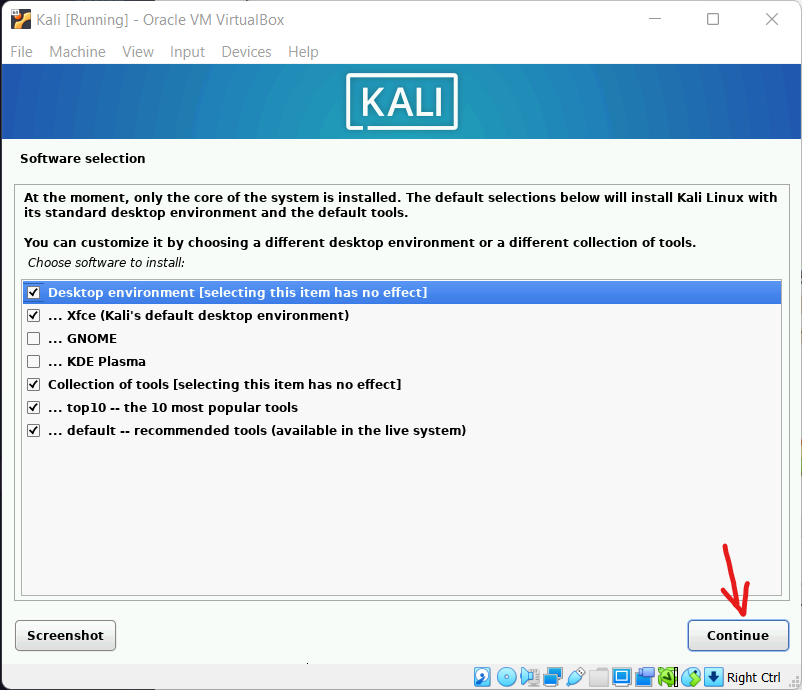 Kali [Running] - Oracle VM VirtualBox
File Machine View Input Devices Help
KALI
Software selection
At the moment, only the core of the system is installed. The default selections below will install Kali Linux with
its standard desktop environment and the default tools.
You can customize it by choosing a different desktop environment or a different collection of tools.
Choose software to install:
Desktop environment [selecting this item has no effect]
... Xfce (Kali's default desktop environment)
... GNOME
... KDE Plasma
Collection of tools [selecting this item has no effect]
... top10 -- the 10 most popular tools
... default -- recommended tools (available in the live system)
Screenshot
Continue
Right Ctrl